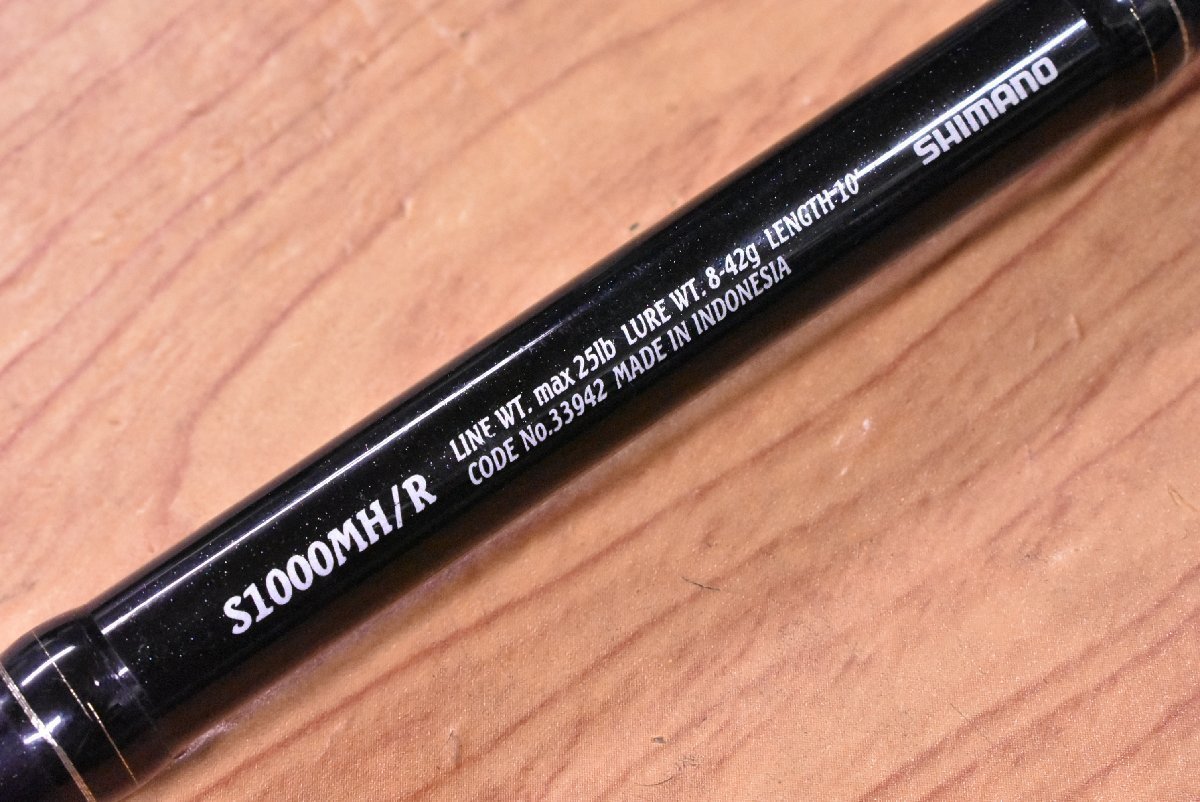 S1000MH/R
LINE WT. max 25lb LURE WT. 8-42g LENGTH 10'
CODE No.33942 MADE IN INDONESIA
SHIMANO